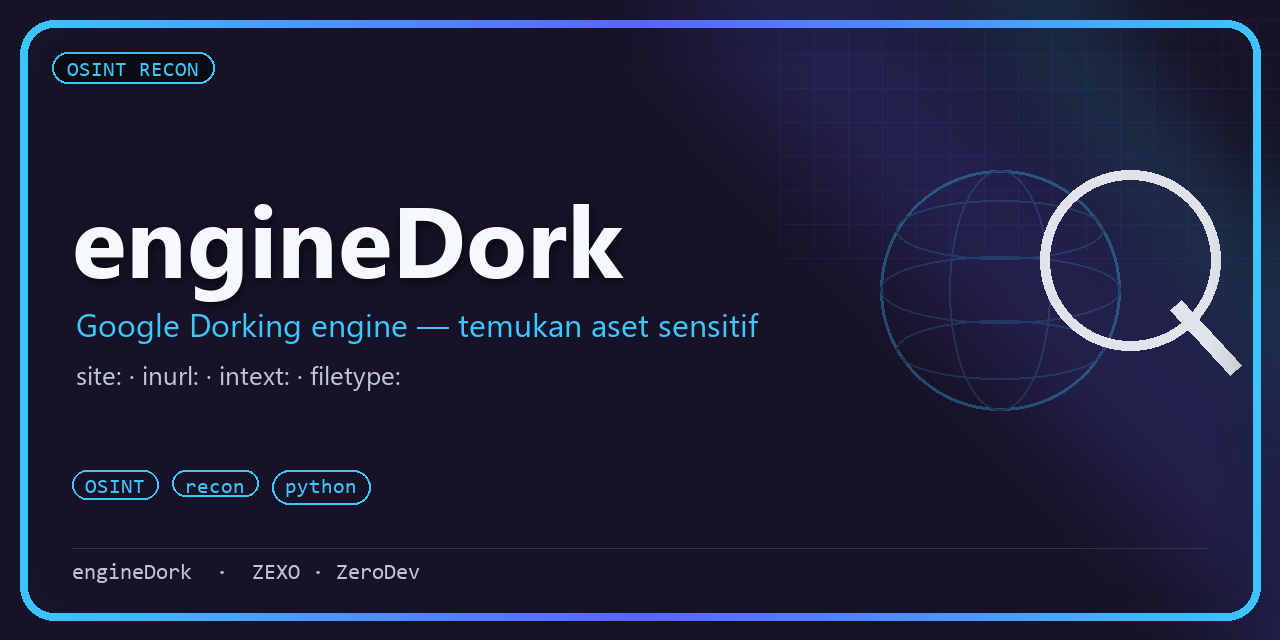 OSINT RECON
engineDork
Google Dorking engine — temukan aset sensitif
site: · inurl: · intext: · filetype:
OSINT recon python
engineDork · ZEXO · ZeroDev